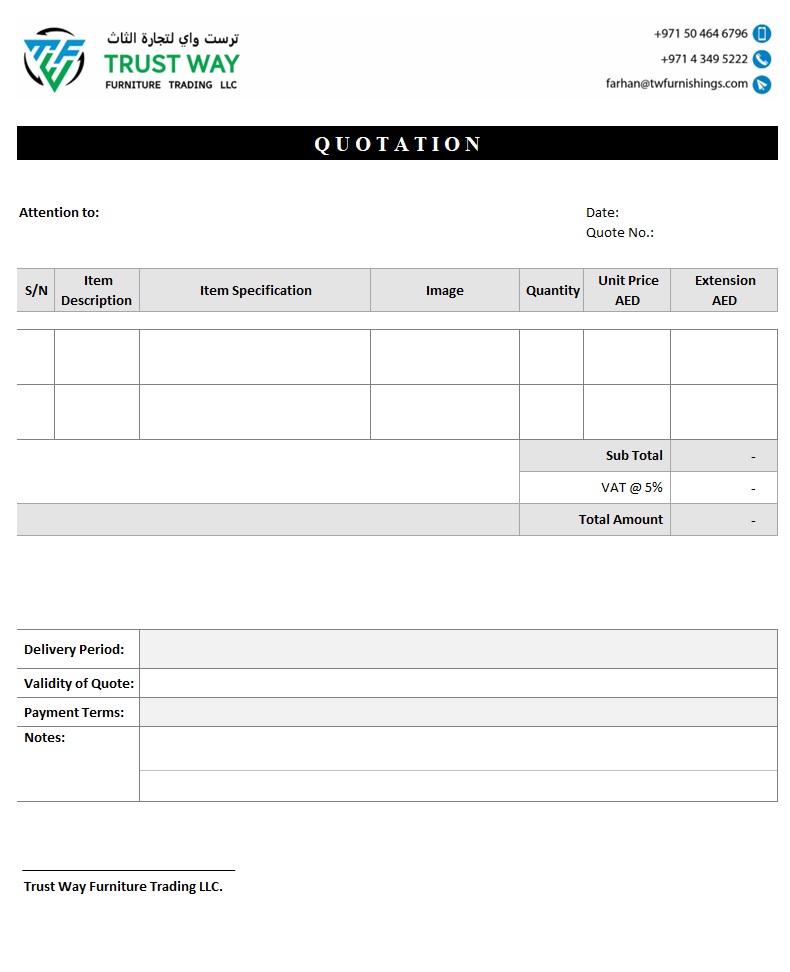 ترست واي لتجارة الثاث
TRUST WAY
FURNITURE TRADING LLC
+971 50 464 6796
+971 4 349 5222
farhan@twfurnishings.com
QUOTATION
Attention to:
Date:
Quote No.:
S/N
Item
Description
Item Specification
Image
Quantity
Unit Price
AED
Extension
AED
Sub Total -
VAT @ 5% -
Total Amount -
Delivery Period:
Validity of Quote:
Payment Terms:
Notes:
Trust Way Furniture Trading LLC.